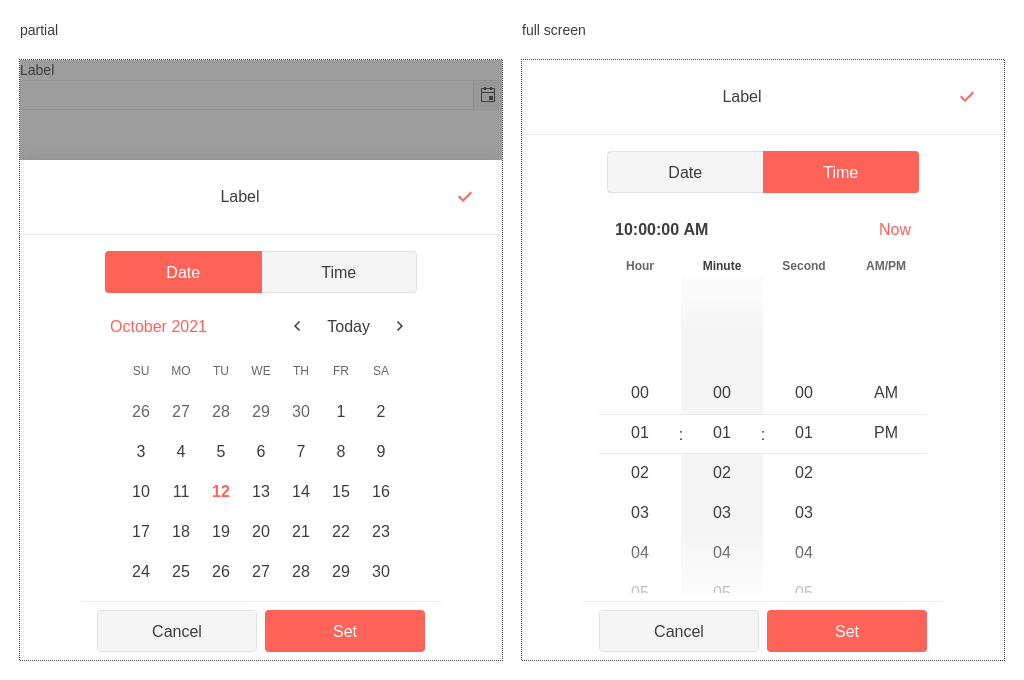 partial
Label
Label
Date Time
October 2021 Today
SU MO TU WE TH FR SA
26 27 28 29 30 1 2
3 4 5 6 7 8 9
10 11 12 13 14 15 16
17 18 19 20 21 22 23
24 25 26 27 28 29 30
Cancel Set
full screen
Label
Date Time
10:00:00 AM Now
Hour Minute Second AM/PM
00 00 00 AM
01 : 01 : 01 PM
02 02 02
03 03 03
04 04 04
05 05 05
Cancel Set